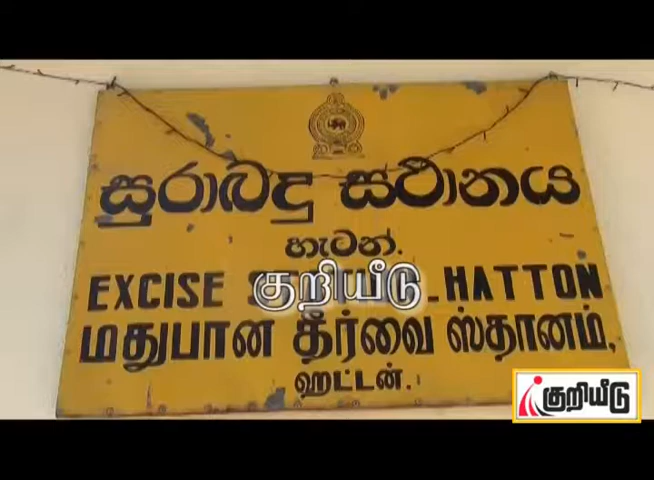 සුරාබදු ස්ථානය
හැටන්.
EXCISE HATTON
குறியீடு
மதுபான தீர்வை ஸ்தானம்,
ஹட்டன்.
குறியீடு